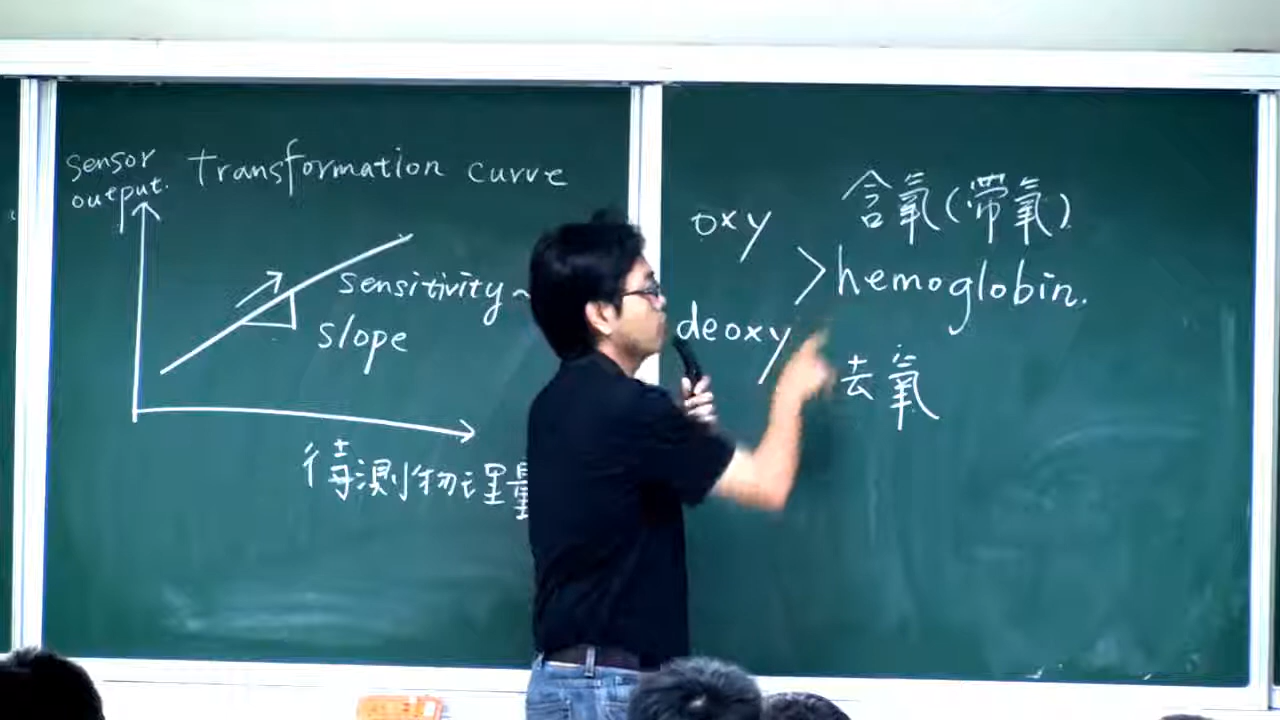 sensor
output.
Transformation curve
sensitivity~
slope
待測物理量
含氧(帶氧)
oxy
>hemoglobin.
deoxy
去氧